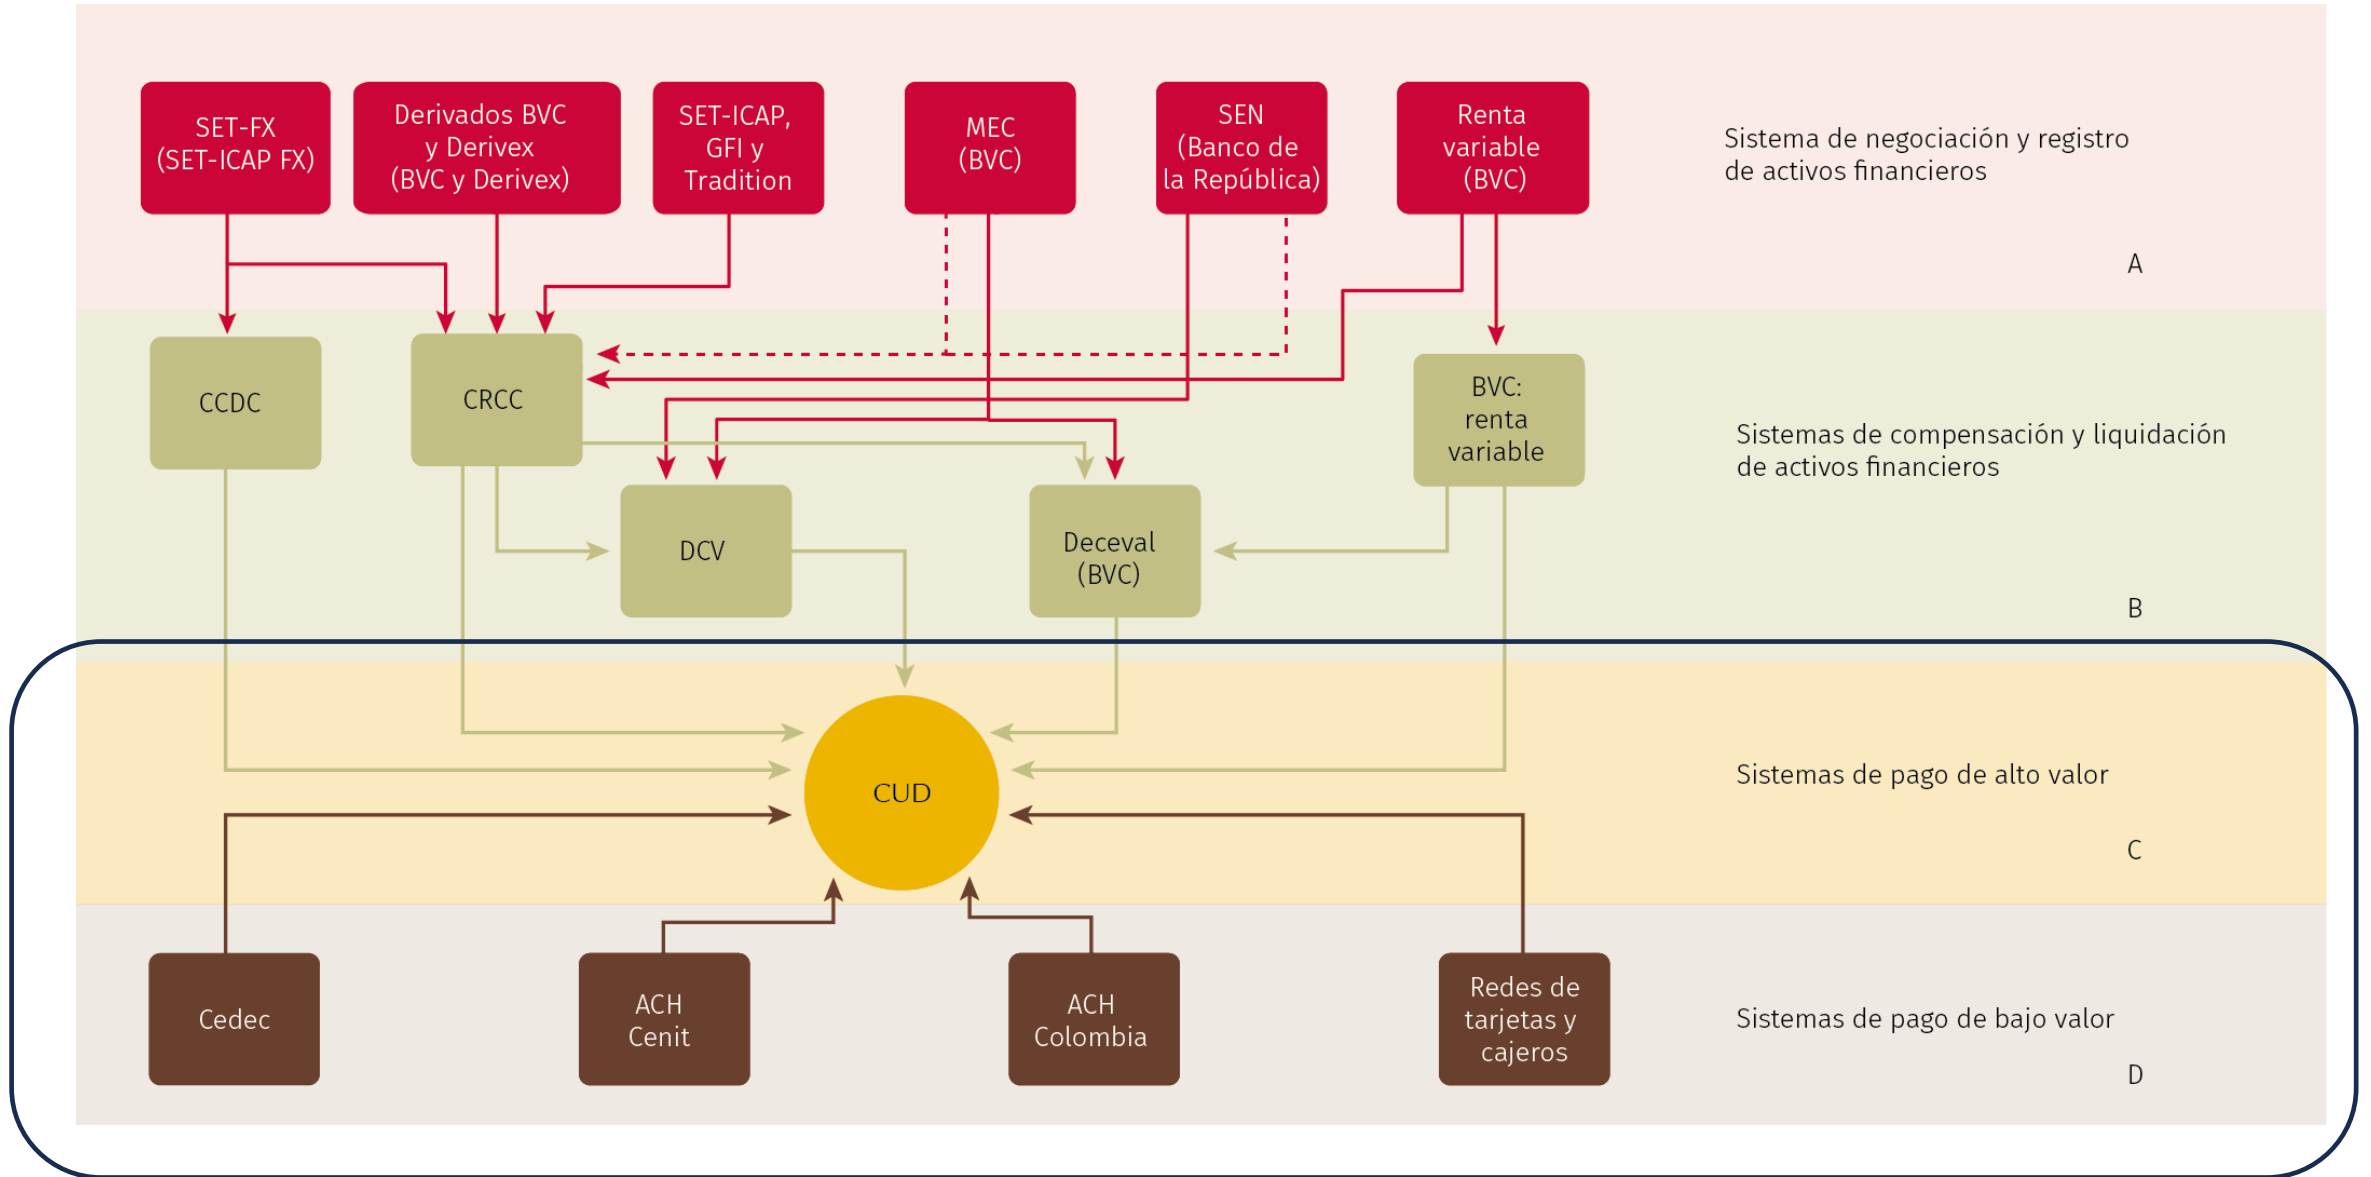 SET-FX
(SET-ICAP FX)
Derivados BVC
y Derivex
(BVC y Derivex)
SET-ICAP,
GFI y
Tradition
MEC
(BVC)
SEN
(Banco de
la República)
Renta
variable
(BVC)
Sistema de negociación y registro
de activos financieros
A
CCDC
CRCC
BVC:
renta
variable
Sistemas de compensación y liquidación
de activos financieros
DCV
Deceval
(BVC)
B
CUD
Sistemas de pago de alto valor
C
Cedec
ACH
Cenit
ACH
Colombia
Redes de
tarjetas y
cajeros
Sistemas de pago de bajo valor
D